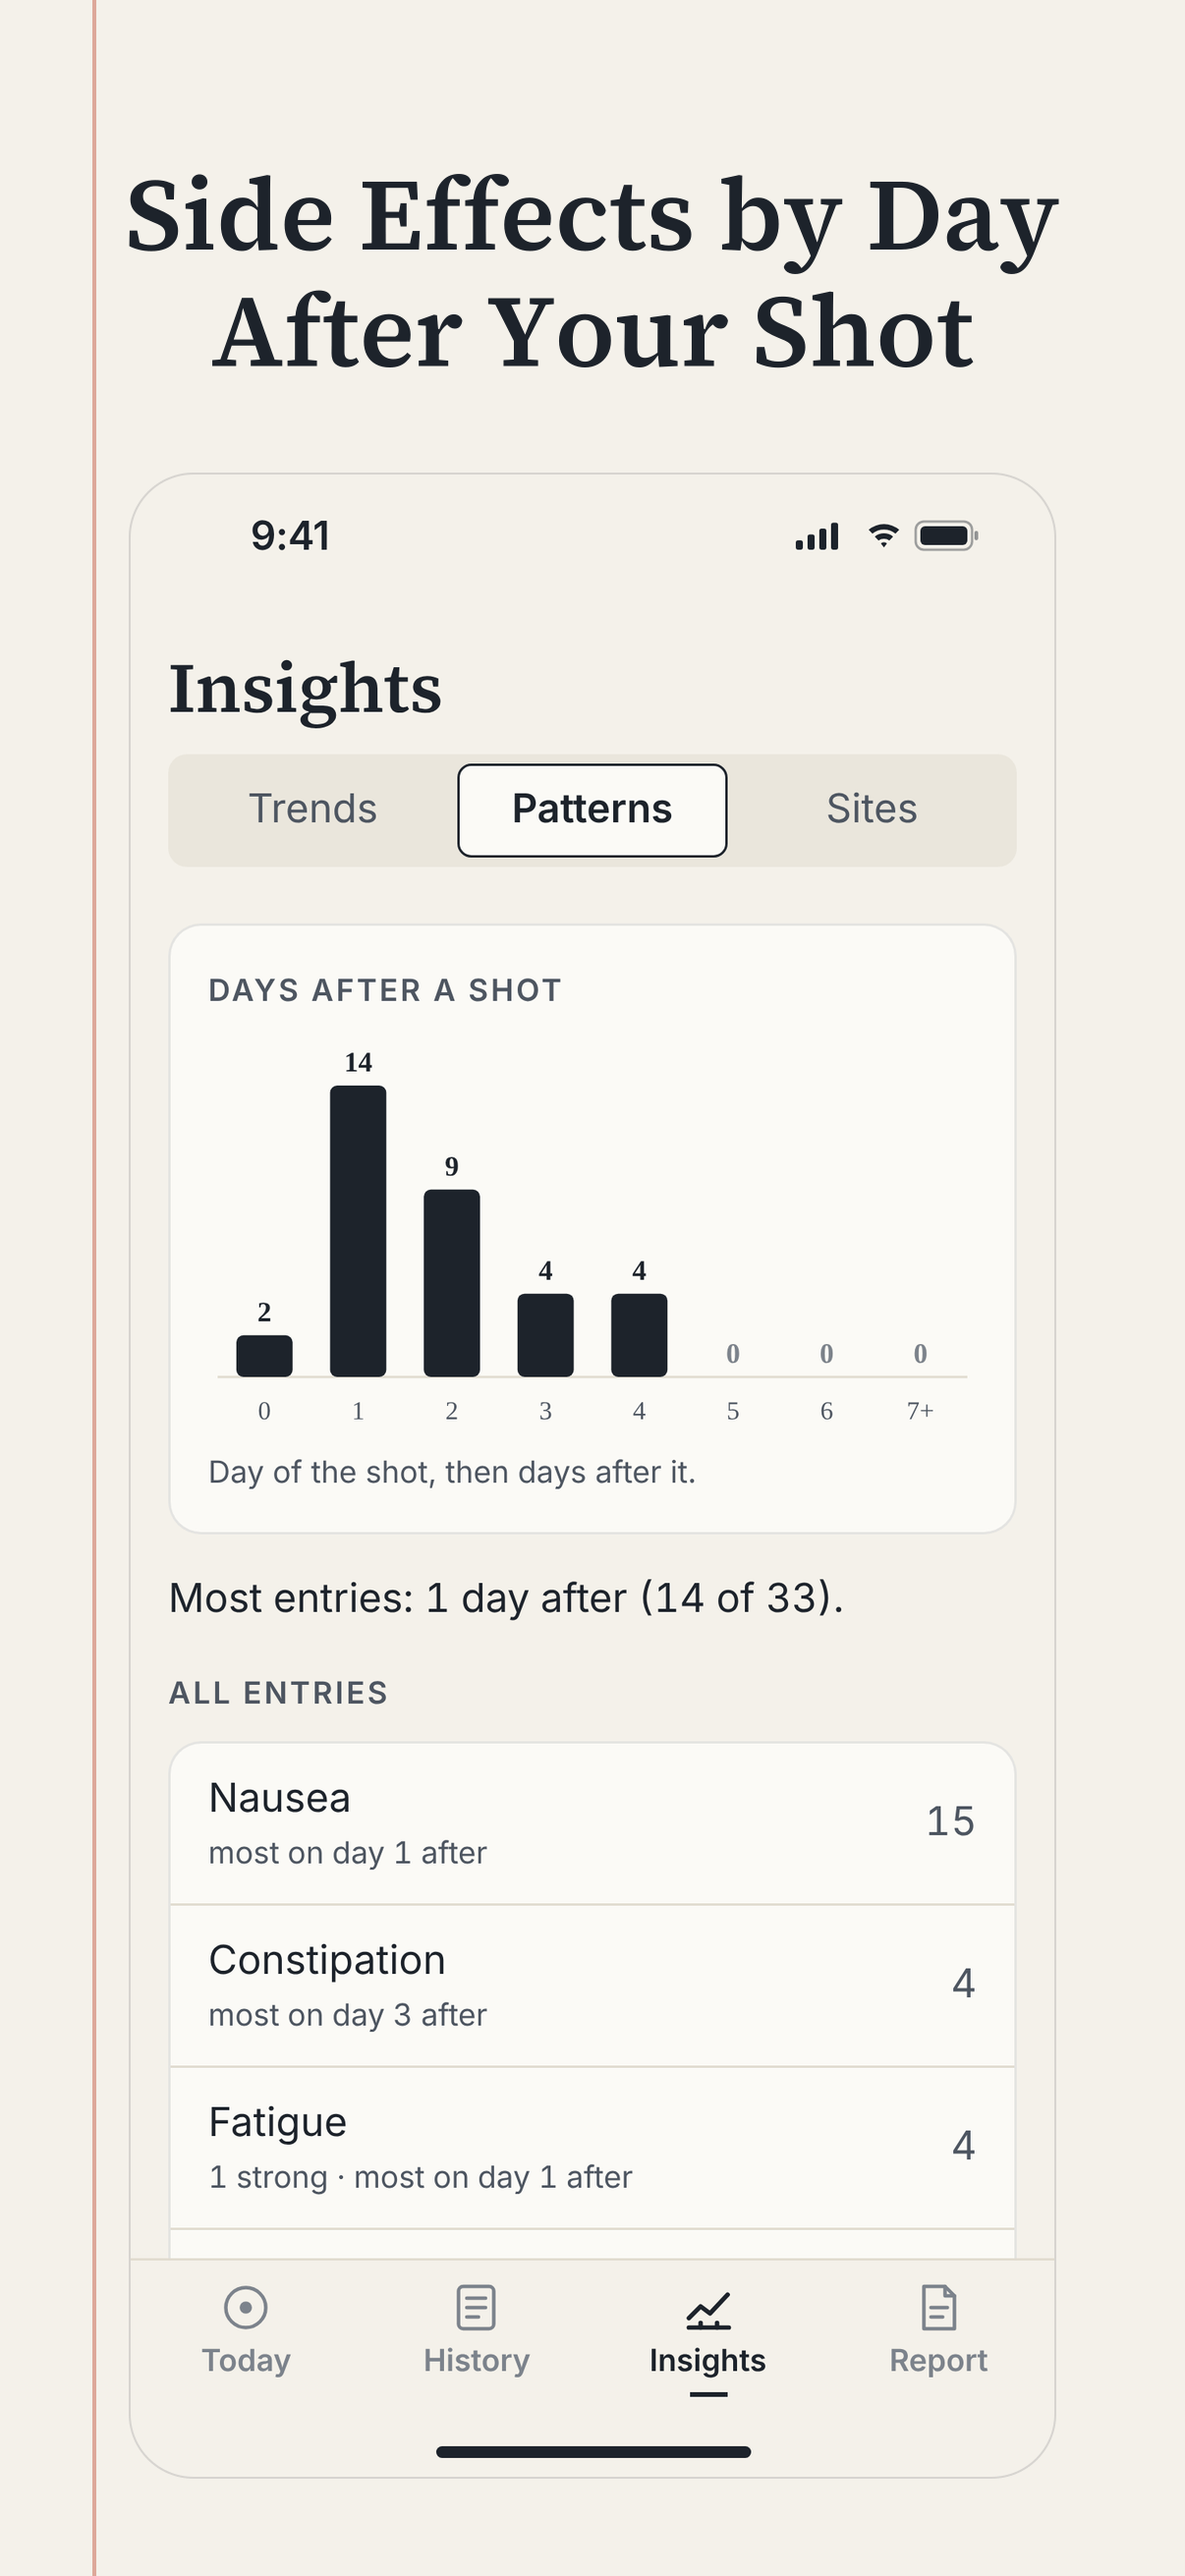 Side Effects by Day
After Your Shot
9:41
Insights
Trends Patterns Sites
DAYS AFTER A SHOT
14
9
4 4
2
0 0 0
0 1 2 3 4 5 6 7+
Day of the shot, then days after it.
Most entries: 1 day after (14 of 33).
ALL ENTRIES
Nausea
15
most on day 1 after
Constipation
4
most on day 3 after
Fatigue
4
1 strong · most on day 1 after
Today History Insights Report